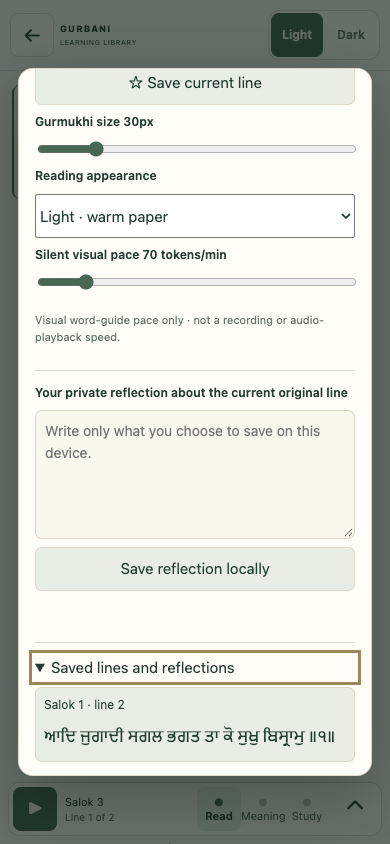 GURBANI
LEARNING LIBRARY
Light
Dark
☆ Save current line
Gurmukhi size 30px
Reading appearance
Light · warm paper
Silent visual pace 70 tokens/min
Visual word-guide pace only · not a recording or audio-
playback speed.
Your private reflection about the current original line
Write only what you choose to save on this
device.
Save reflection locally
▼ Saved lines and reflections
Salok 1 · line 2
ਆਦਿ ਜੁਗਾਦੀ ਸਗਲ ਭਗਤ ਤਾ ਕੋ ਸੁਖੁ ਬਿਸ੍ਰਾਮੁ ॥੧॥
Salok 3
Line 1 of 2
Read
Meaning
Study